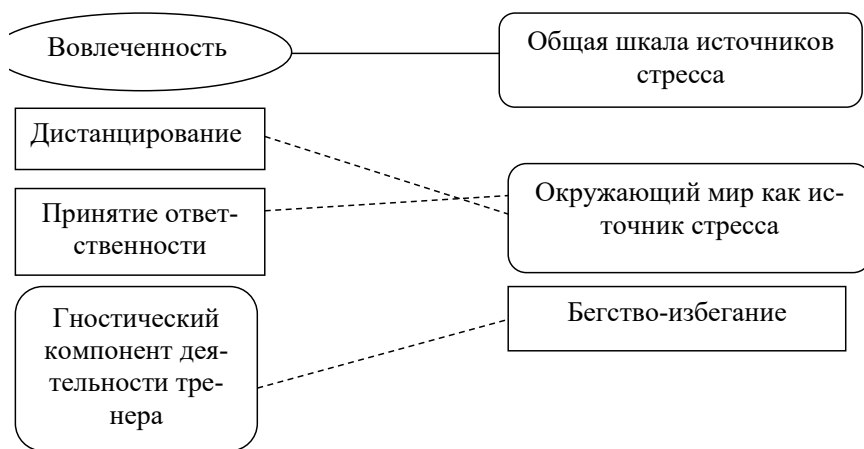 Вовлеченность
Общая шкала источников
стресса
Дистанцирование
Принятие ответ-
ственности
Окружающий мир как ис-
точник стресса
Гностический
компонент дея-
тельности тре-
нера
Бегство-избегание